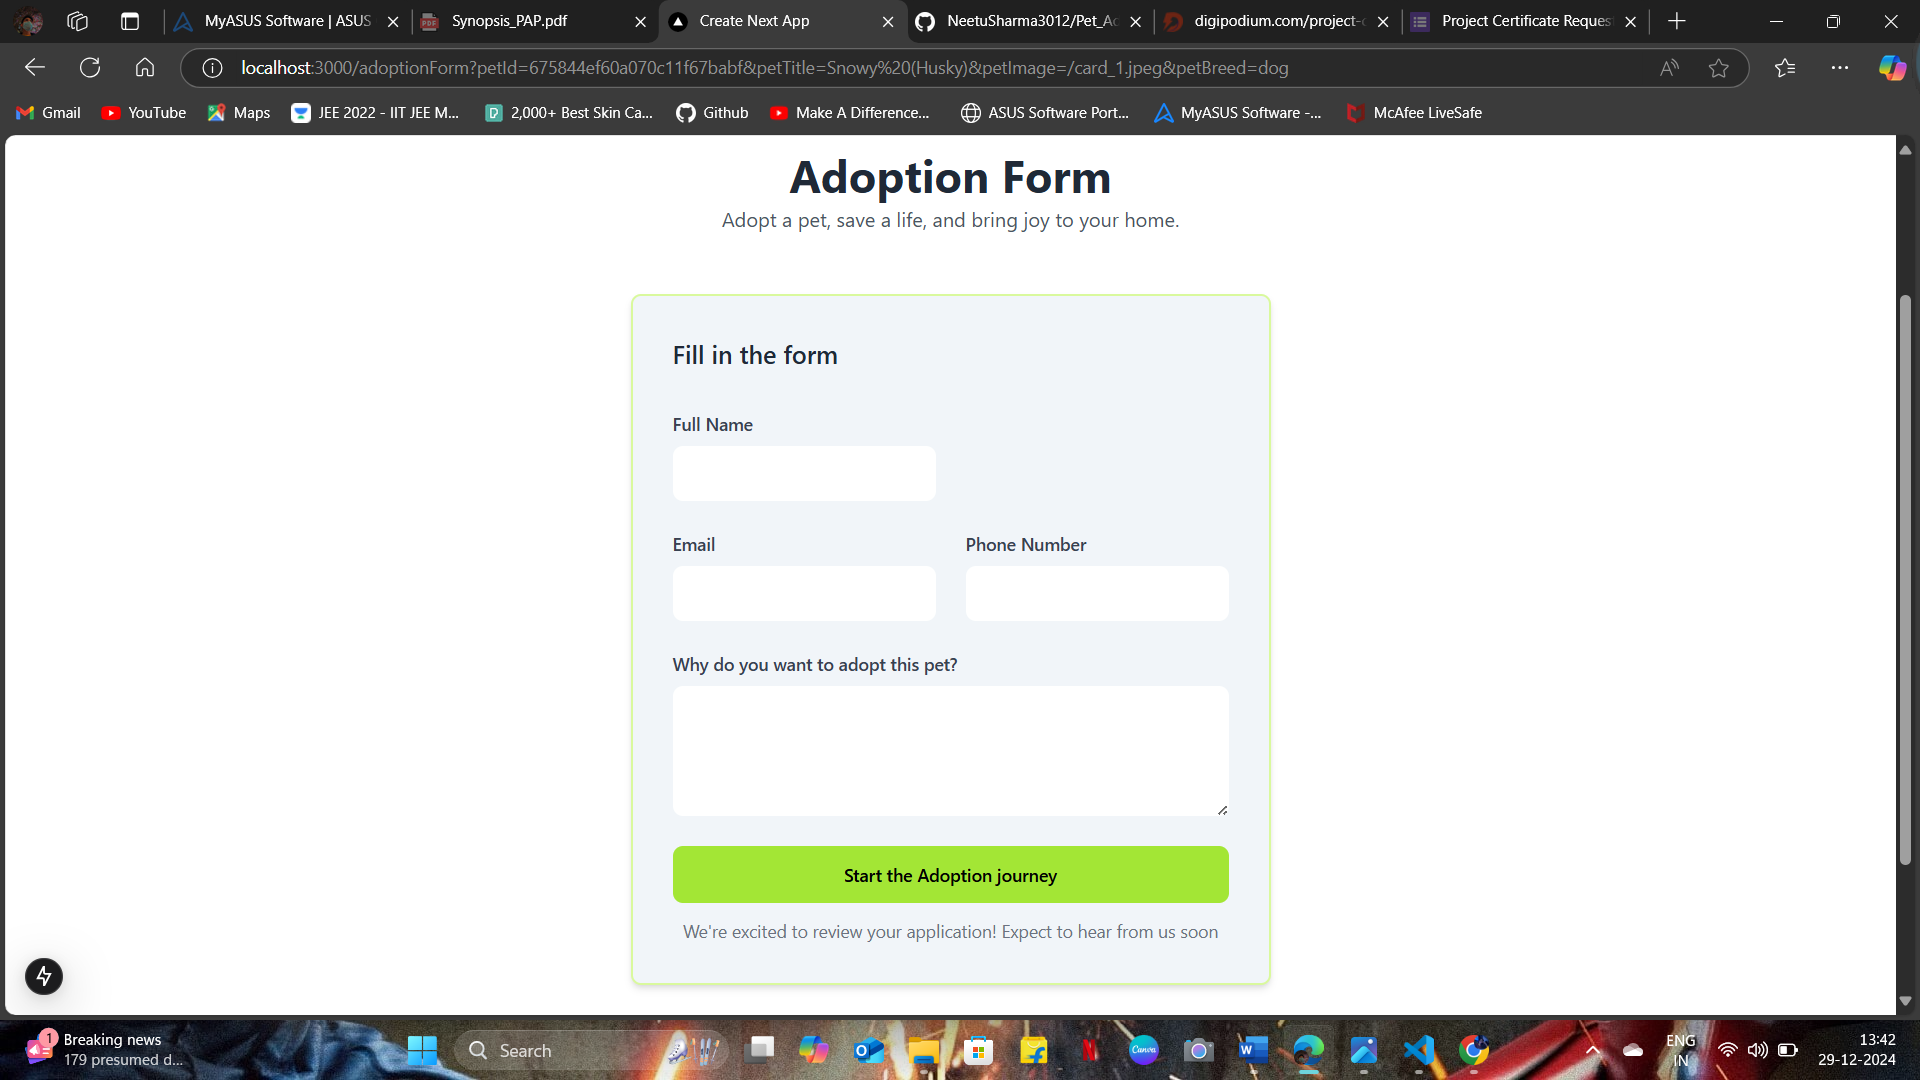 MyASUS Software | ASUS
Synopsis_PAP.pdf
Create Next App
NeetuSharma3012/Pet_Ac
digipodium.com/project-c
Project Certificate Request
localhost:3000/adoptionForm?petId=675844ef60a070c11f67babf&petTitle=Snowy%20(Husky)&petImage=/card_1.jpeg&petBreed=dog
Gmail
YouTube
Maps
JEE 2022 - IIT JEE M...
2,000+ Best Skin Ca...
Github
Make A Difference...
ASUS Software Port...
MyASUS Software -...
McAfee LiveSafe
Adoption Form
Adopt a pet, save a life, and bring joy to your home.
Fill in the form
Full Name
Email
Phone Number
Why do you want to adopt this pet?
Start the Adoption journey
We're excited to review your application! Expect to hear from us soon
1
Breaking news
179 presumed d...
Search
Canva
ENG
IN
13:42
29-12-2024